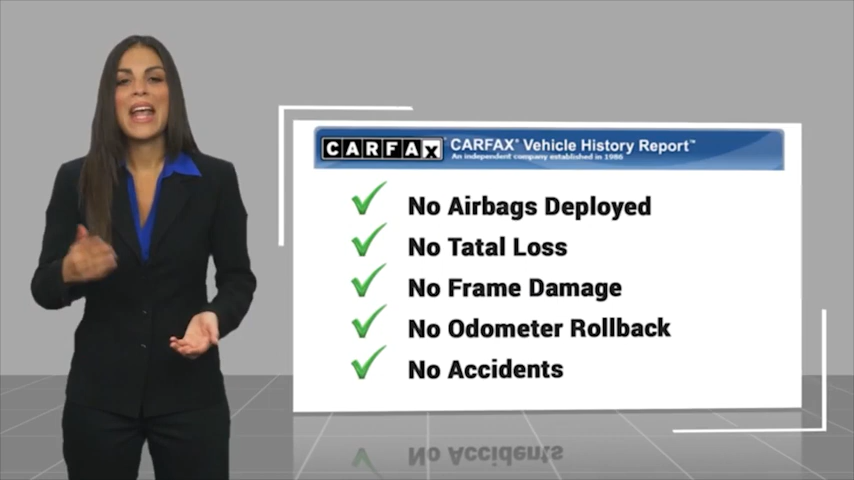 CARFAX CARFAX® Vehicle History Report™
An independent company established in 1986
No Airbags Deployed
No Tatal Loss
No Frame Damage
No Odometer Rollback
No Accidents
No Accidents